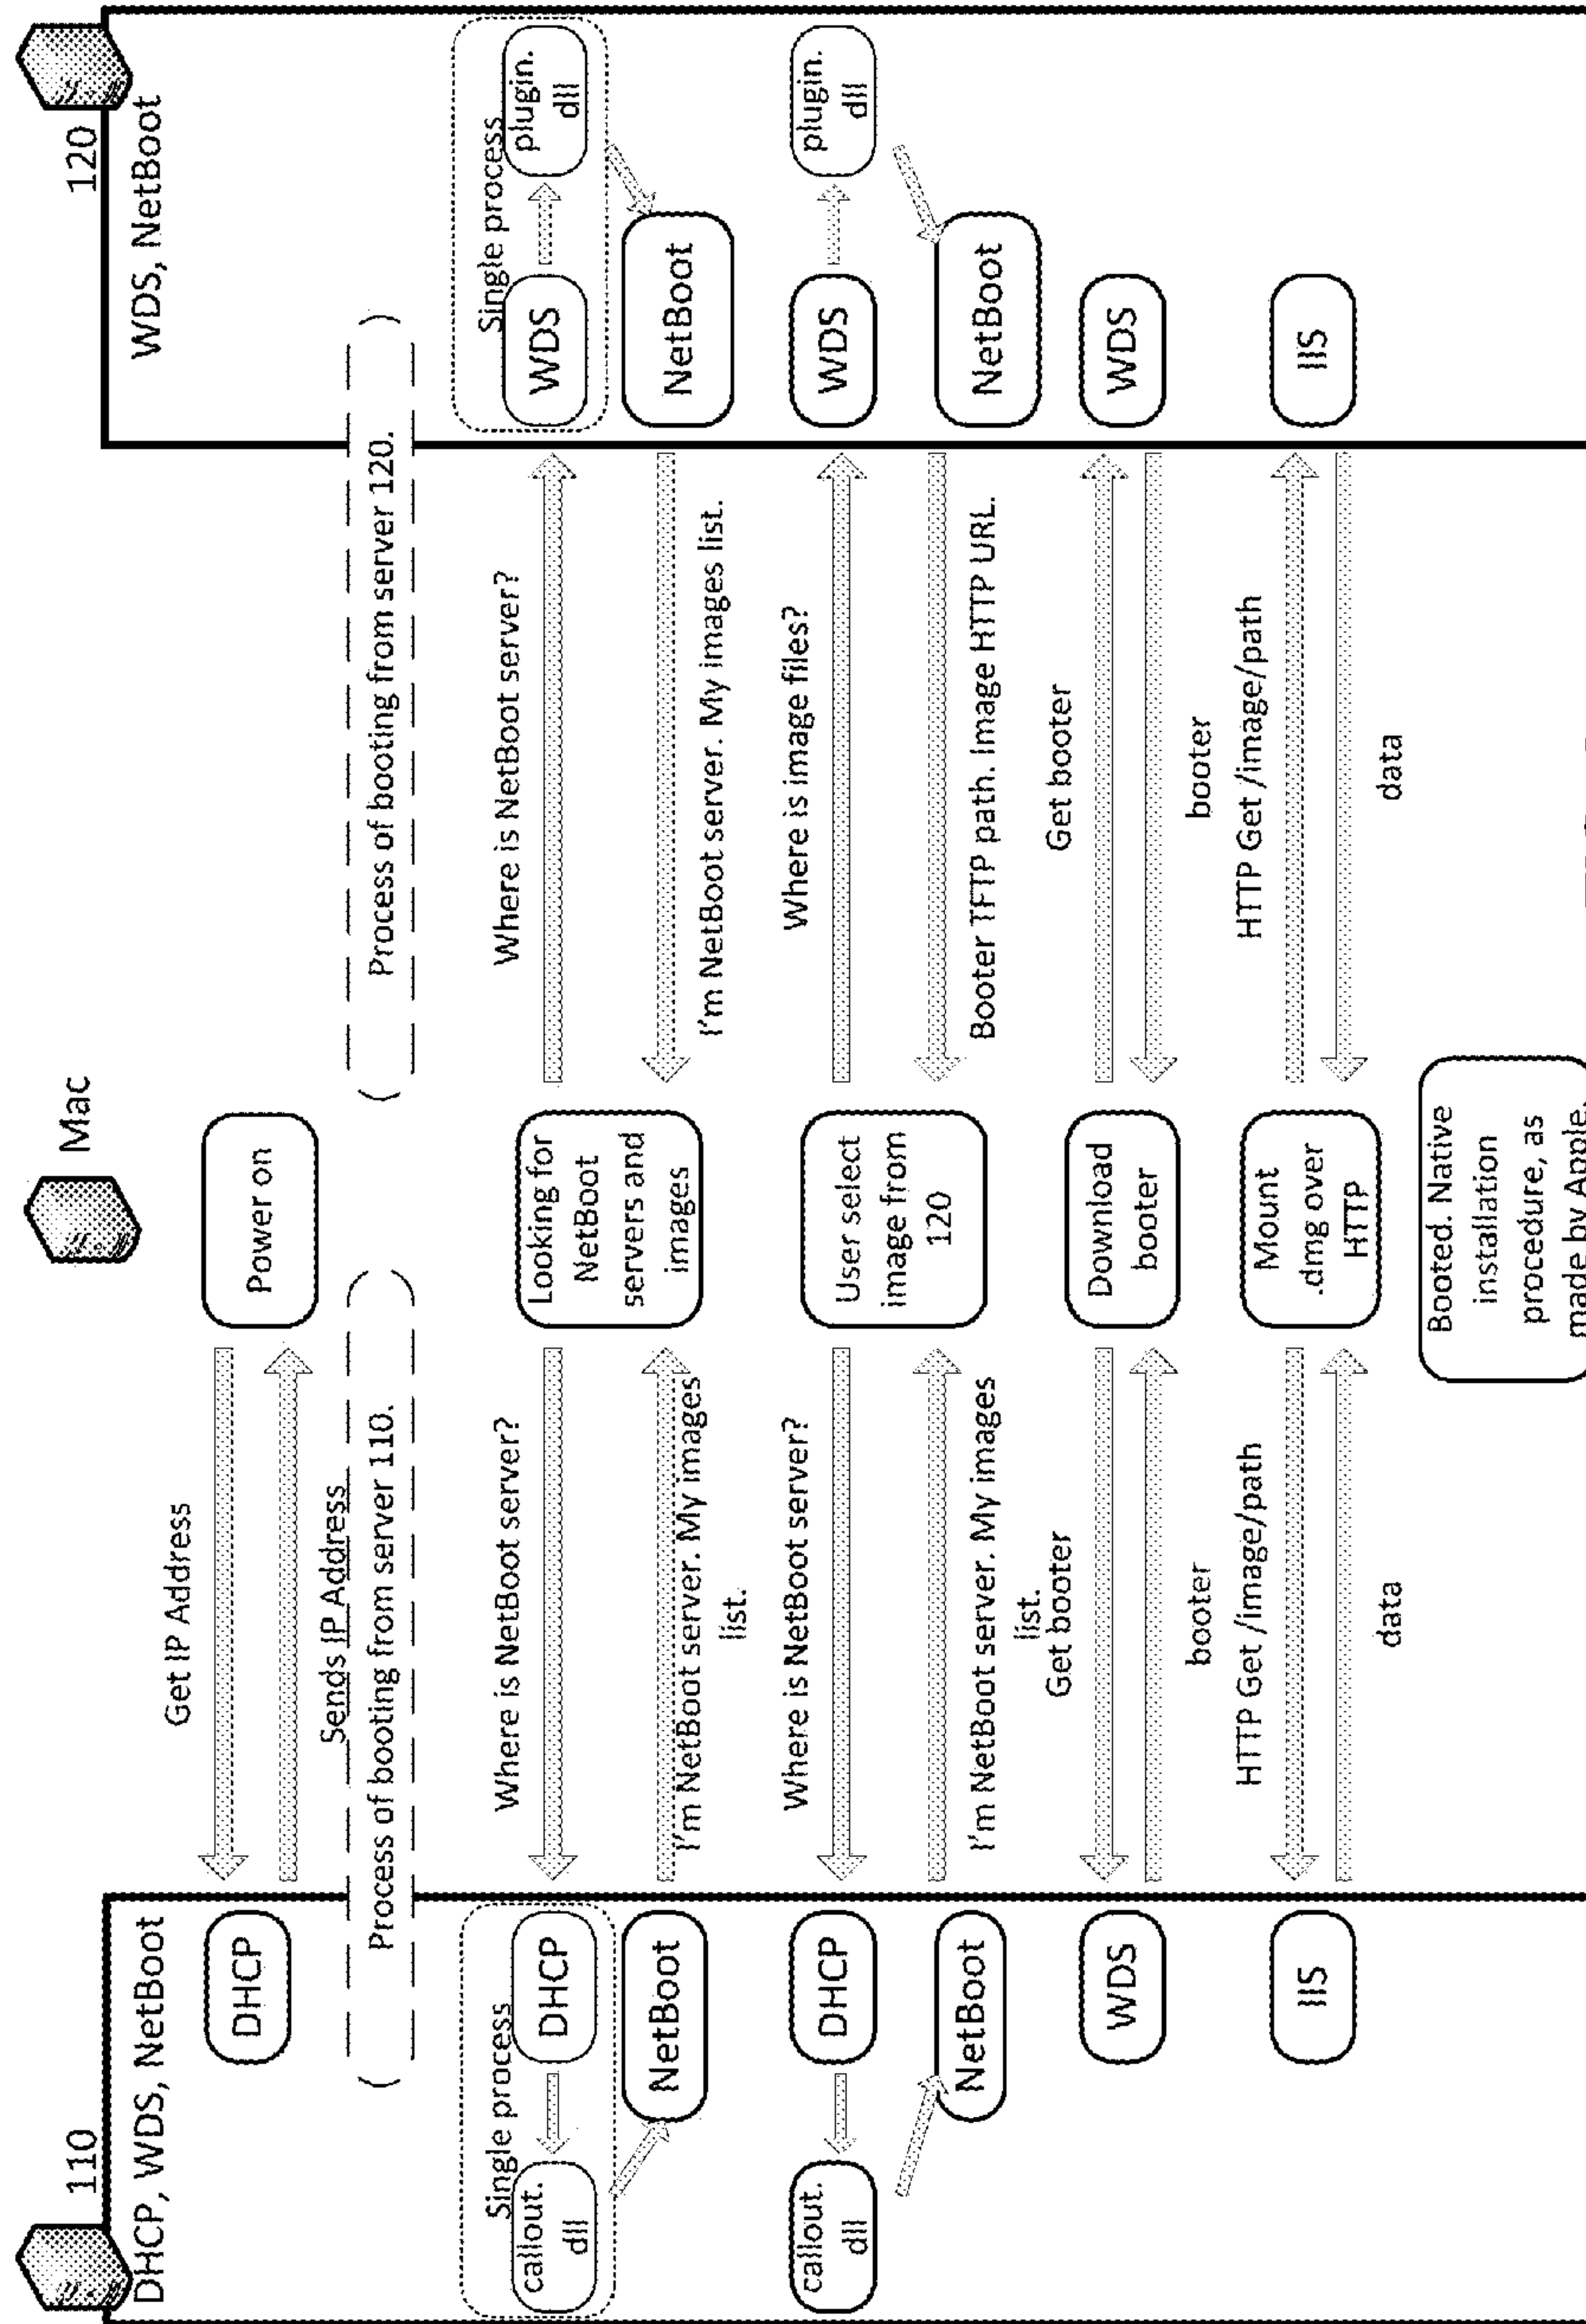 110
DHCP, WDS, NetBoot
Mac
120
WDS, NetBoot
DHCP
Get IP Address
Sends IP Address
Power on
( Process of booting from server 110. )
( Process of booting from server 120. )
Single process
callout.
dll
DHCP
NetBoot
Where is NetBoot server?
I'm NetBoot server. My images
list.
Looking for
NetBoot
servers and
images
Where is NetBoot server?
I'm NetBoot server. My images list.
Single process
WDS
plugin.
dll
NetBoot
callout.
dll
DHCP
NetBoot
Where is NetBoot server?
I'm NetBoot server. My images
list.
User select
image from
120
Where is image files?
Booter TFTP path. Image HTTP URL.
WDS
plugin.
dll
NetBoot
WDS
Get booter
booter
Download
booter
Get booter
booter
WDS
IIS
HTTP Get /image/path
data
Mount
.dmg over
HTTP
HTTP Get /image/path
data
IIS
Booted. Native
installation
procedure, as
made by Apple.